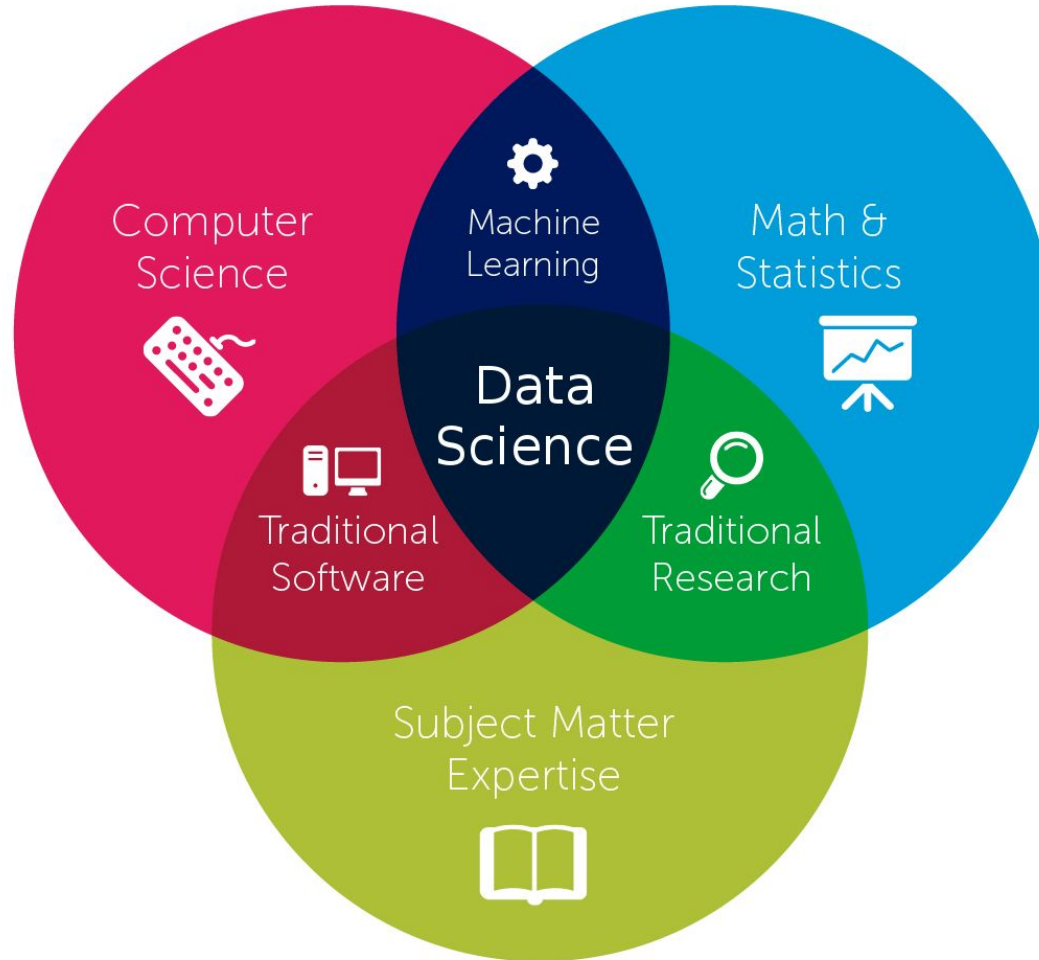 Computer
Science
Machine
Learning
Math &
Statistics
Data
Science
Traditional
Software
Traditional
Research
Subject Matter
Expertise